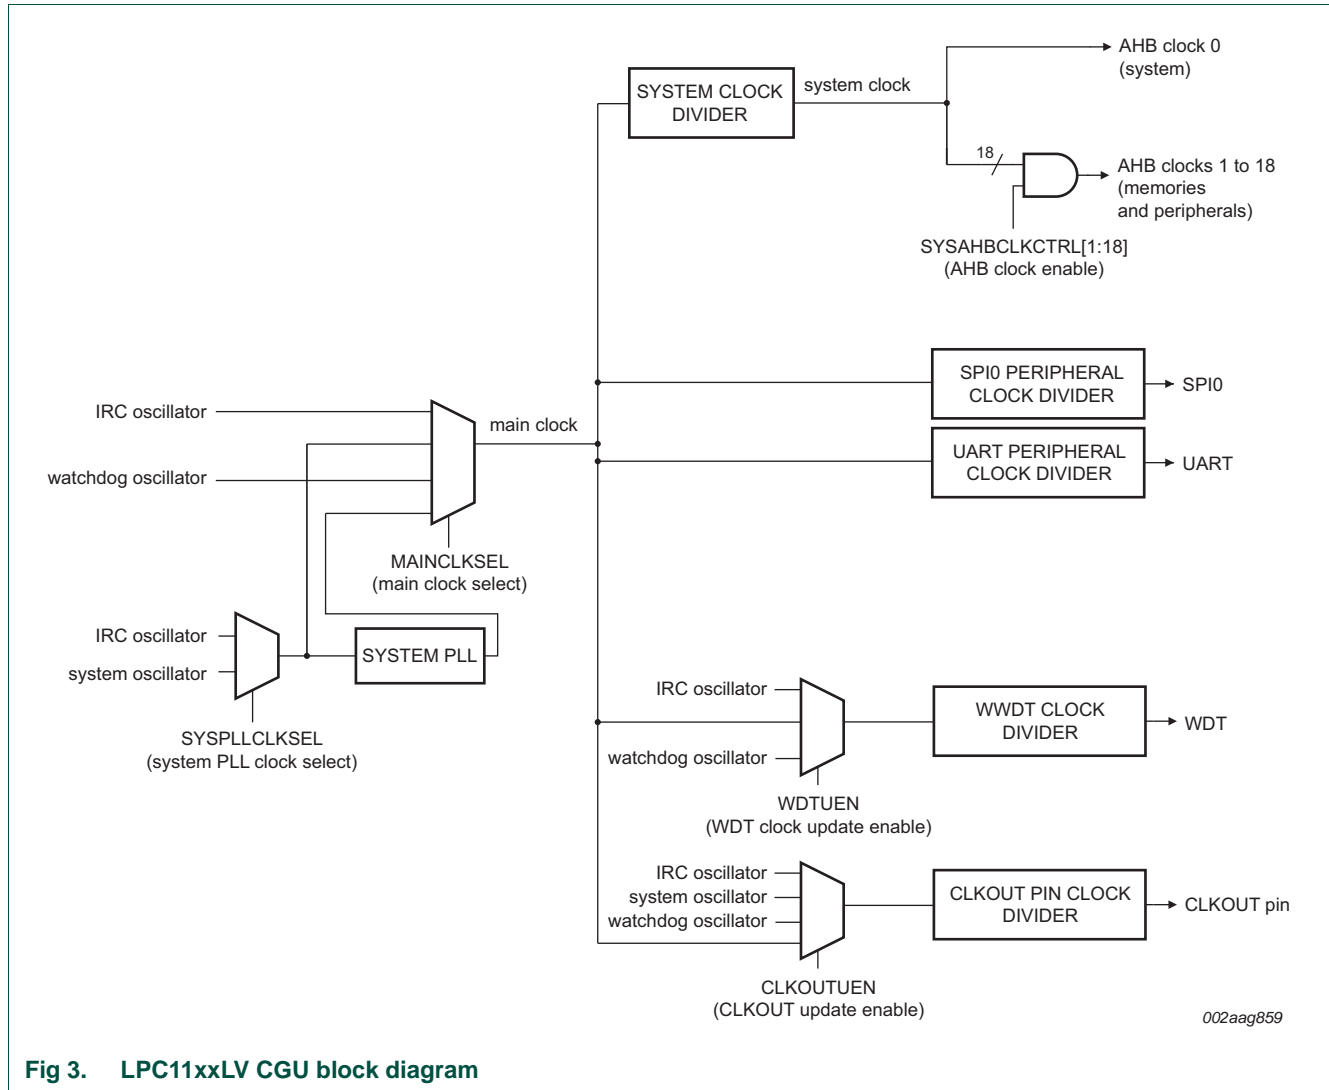 AHB clock 0
(system)
SYSTEM CLOCK
DIVIDER
system clock
18
AHB clocks 1 to 18
(memories
and peripherals)
SYSAHBCLKCTRL[1:18]
(AHB clock enable)
SPI0 PERIPHERAL
CLOCK DIVIDER
SPI0
IRC oscillator
main clock
UART PERIPHERAL
CLOCK DIVIDER
UART
watchdog oscillator
MAINCLKSEL
(main clock select)
IRC oscillator
system oscillator
SYSTEM PLL
SYSPLLCLKSEL
(system PLL clock select)
IRC oscillator
watchdog oscillator
WWDT CLOCK
DIVIDER
WDT
WDTUEN
(WDT clock update enable)
IRC oscillator
system oscillator
watchdog oscillator
CLKOUT PIN CLOCK
DIVIDER
CLKOUT pin
CLKOUTUEN
(CLKOUT update enable)
002aag859
Fig 3. LPC11xxLV CGU block diagram